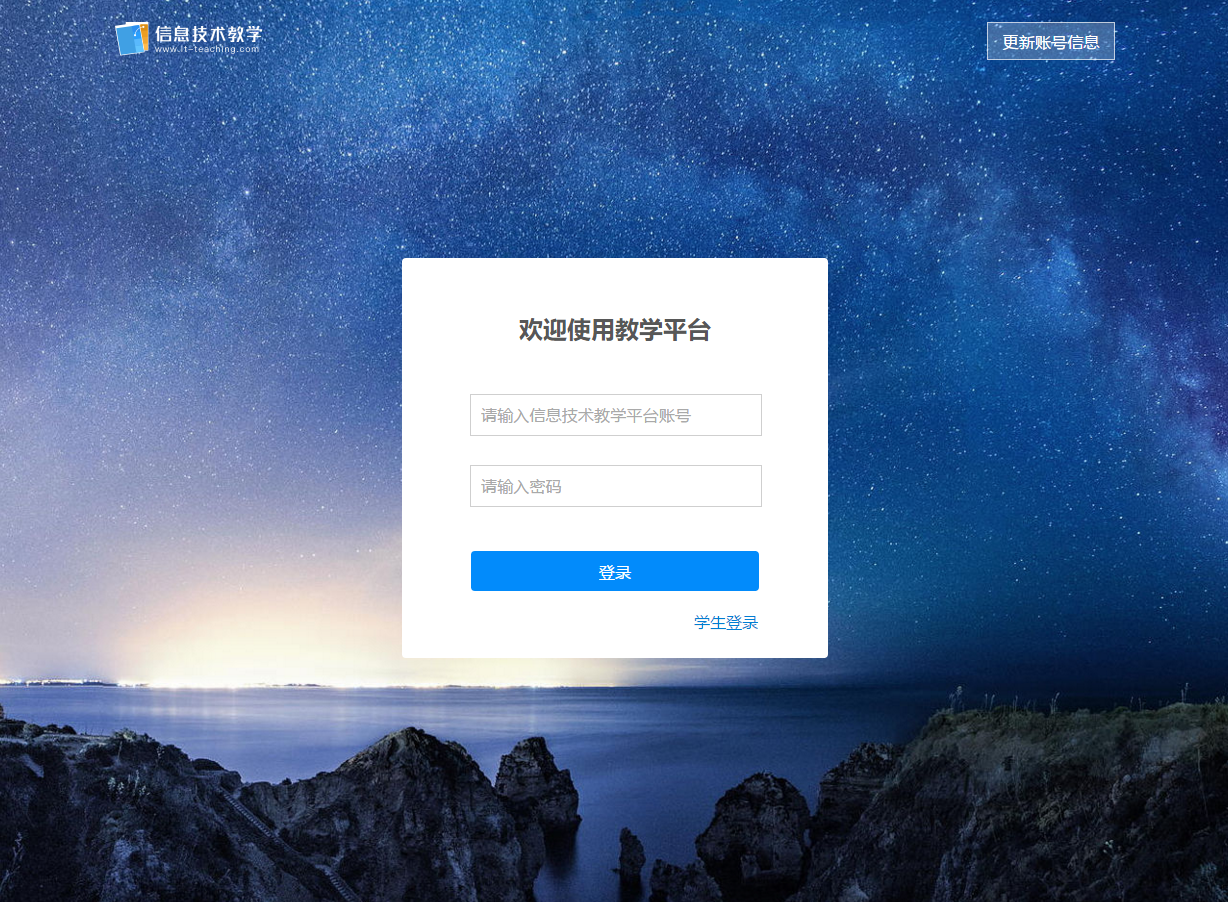 信息技术教学
www.it-teaching.com
更新账号信息
欢迎使用教学平台
请输入信息技术教学平台账号
请输入密码
登录
学生登录